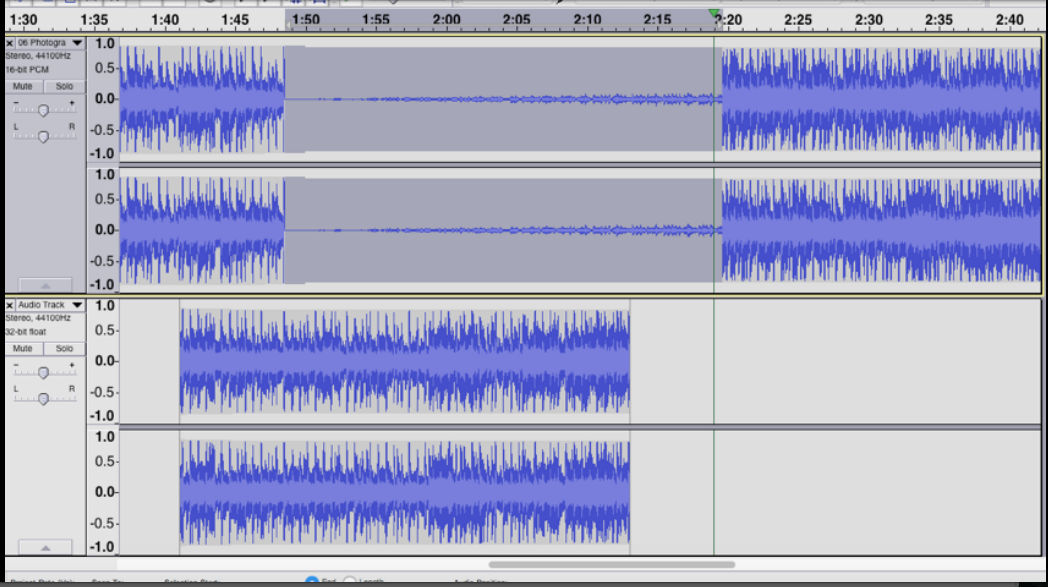 1:30 1:35 1:40 1:45 1:50 1:55 2:00 2:05 2:10 2:15 2:20 2:25 2:30 2:35 2:40
x 06 Photogra ▼ 1.0
Stereo, 44100Hz
16-bit PCM 0.5-
Mute Solo
- + 0.0-
L R -0.5-
-1.0
1.0
0.5-
0.0-
-0.5-
-1.0
x Audio Track ▼ 1.0
Stereo, 44100Hz
32-bit float 0.5-
Mute Solo
- + 0.0-
L R -0.5-
-1.0
1.0
0.5-
0.0-
-0.5-
-1.0
End Length Audio Position: